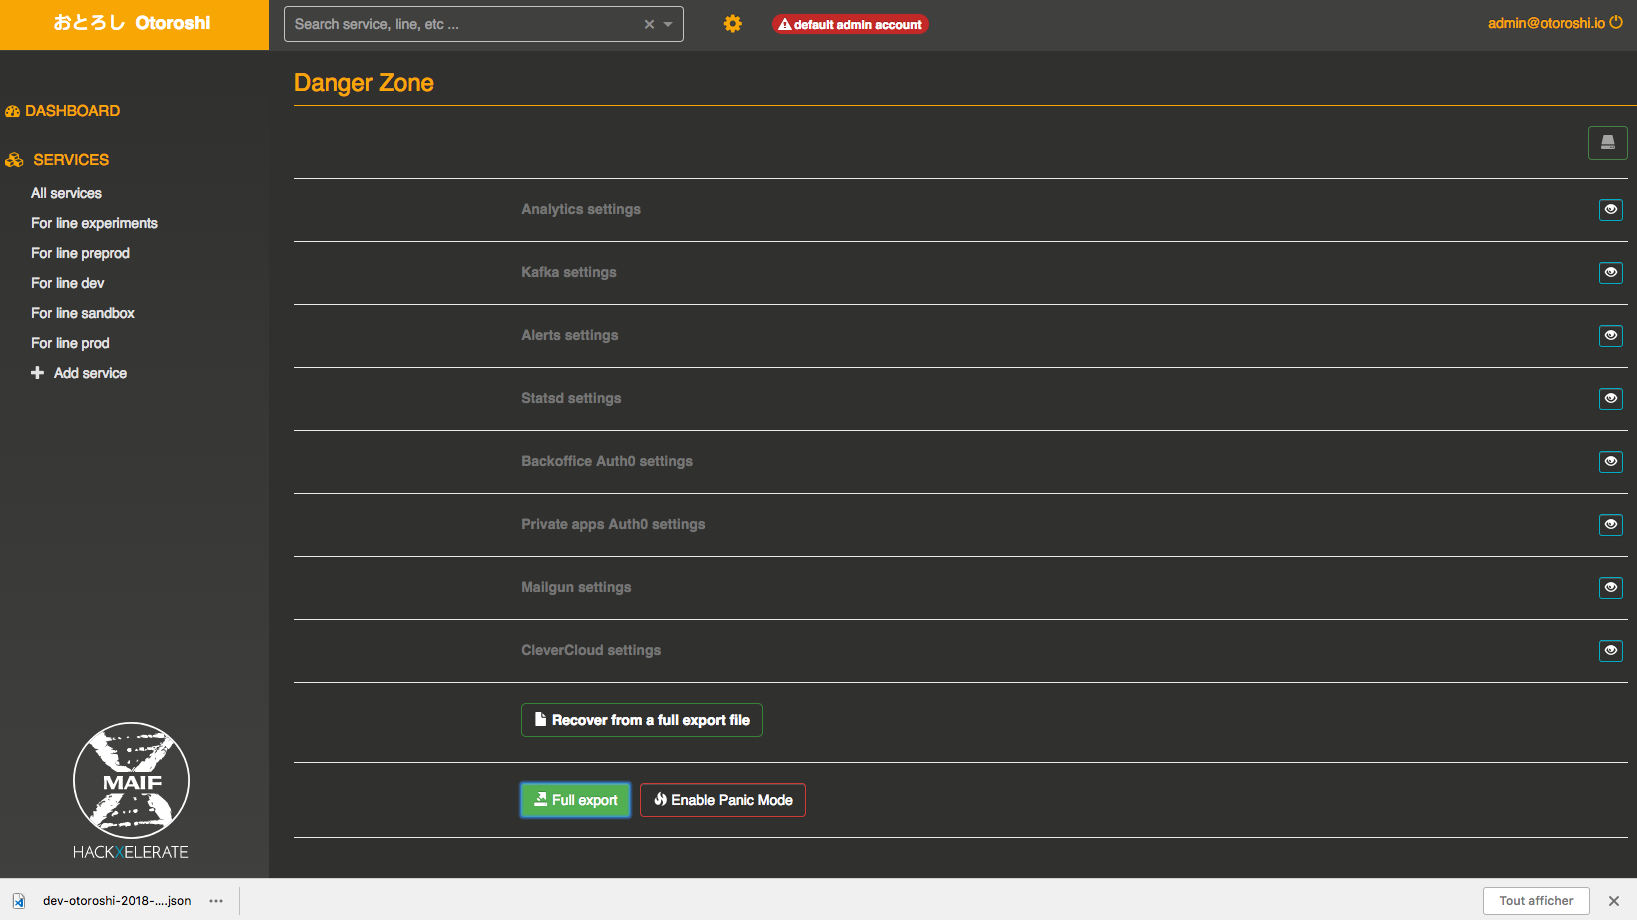 おとろし Otoroshi
Search service, line, etc ...
default admin account
admin@otoroshi.io
Danger Zone
DASHBOARD
SERVICES
All services
For line experiments
For line preprod
For line dev
For line sandbox
For line prod
Add service
Analytics settings
Kafka settings
Alerts settings
Statsd settings
Backoffice Auth0 settings
Private apps Auth0 settings
Mailgun settings
CleverCloud settings
Recover from a full export file
Full export
Enable Panic Mode
MAIF
HACKXELERATE
dev-otoroshi-2018-....json
Tout afficher